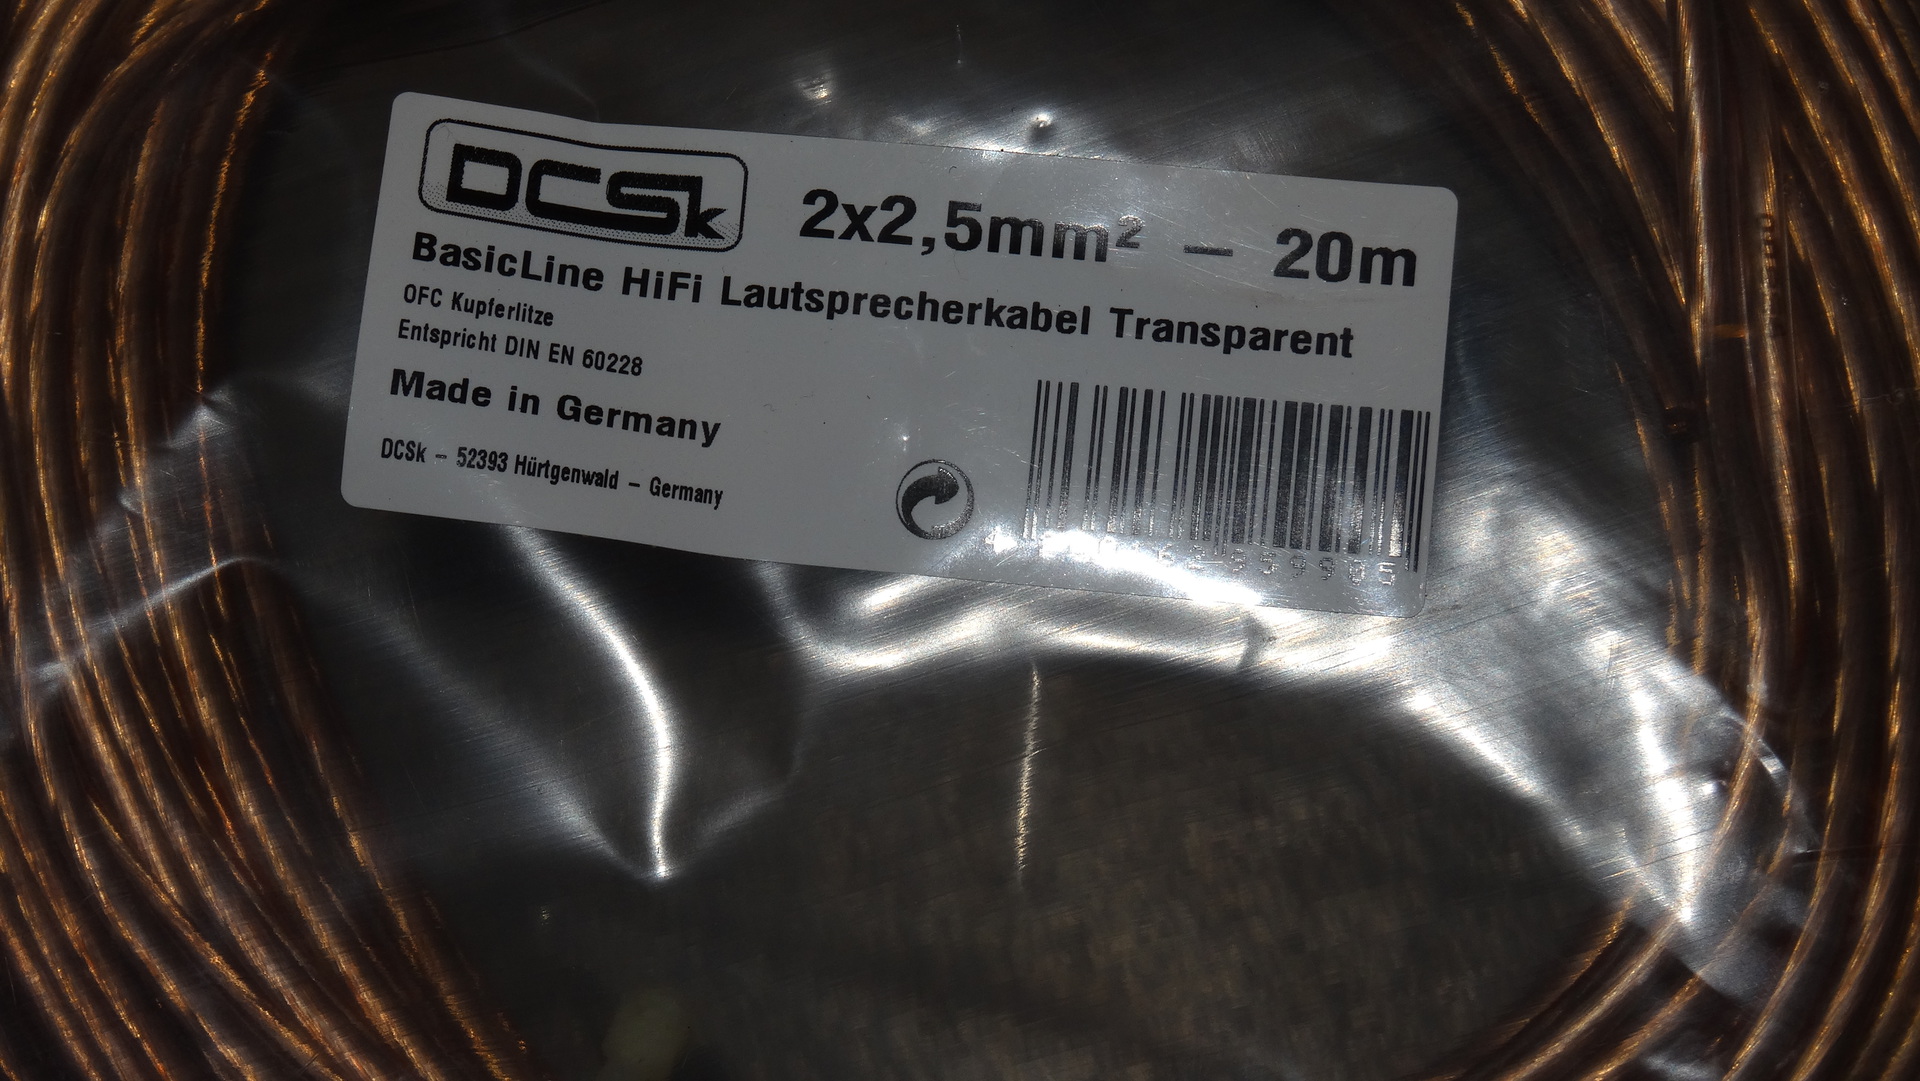 DCSk
2x2,5mm² – 20m
BasicLine HiFi Lautsprecherkabel Transparent
OFC Kupferlitze
Entspricht DIN EN 60228
Made in Germany
DCSk – 52393 Hürtgenwald – Germany